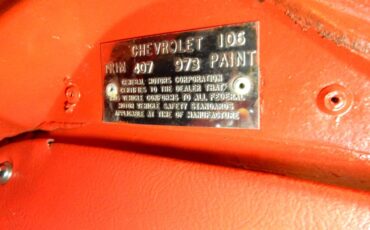 CHEVROLET 106
TRIM 407 973 PAINT
GENERAL MOTORS CORPORATION
CERTIFIES TO THE DEALER THAT
THIS VEHICLE CONFORMS TO ALL FEDERAL
MOTOR VEHICLE SAFETY STANDARDS
APPLICABLE AT TIME OF MANUFACTURE